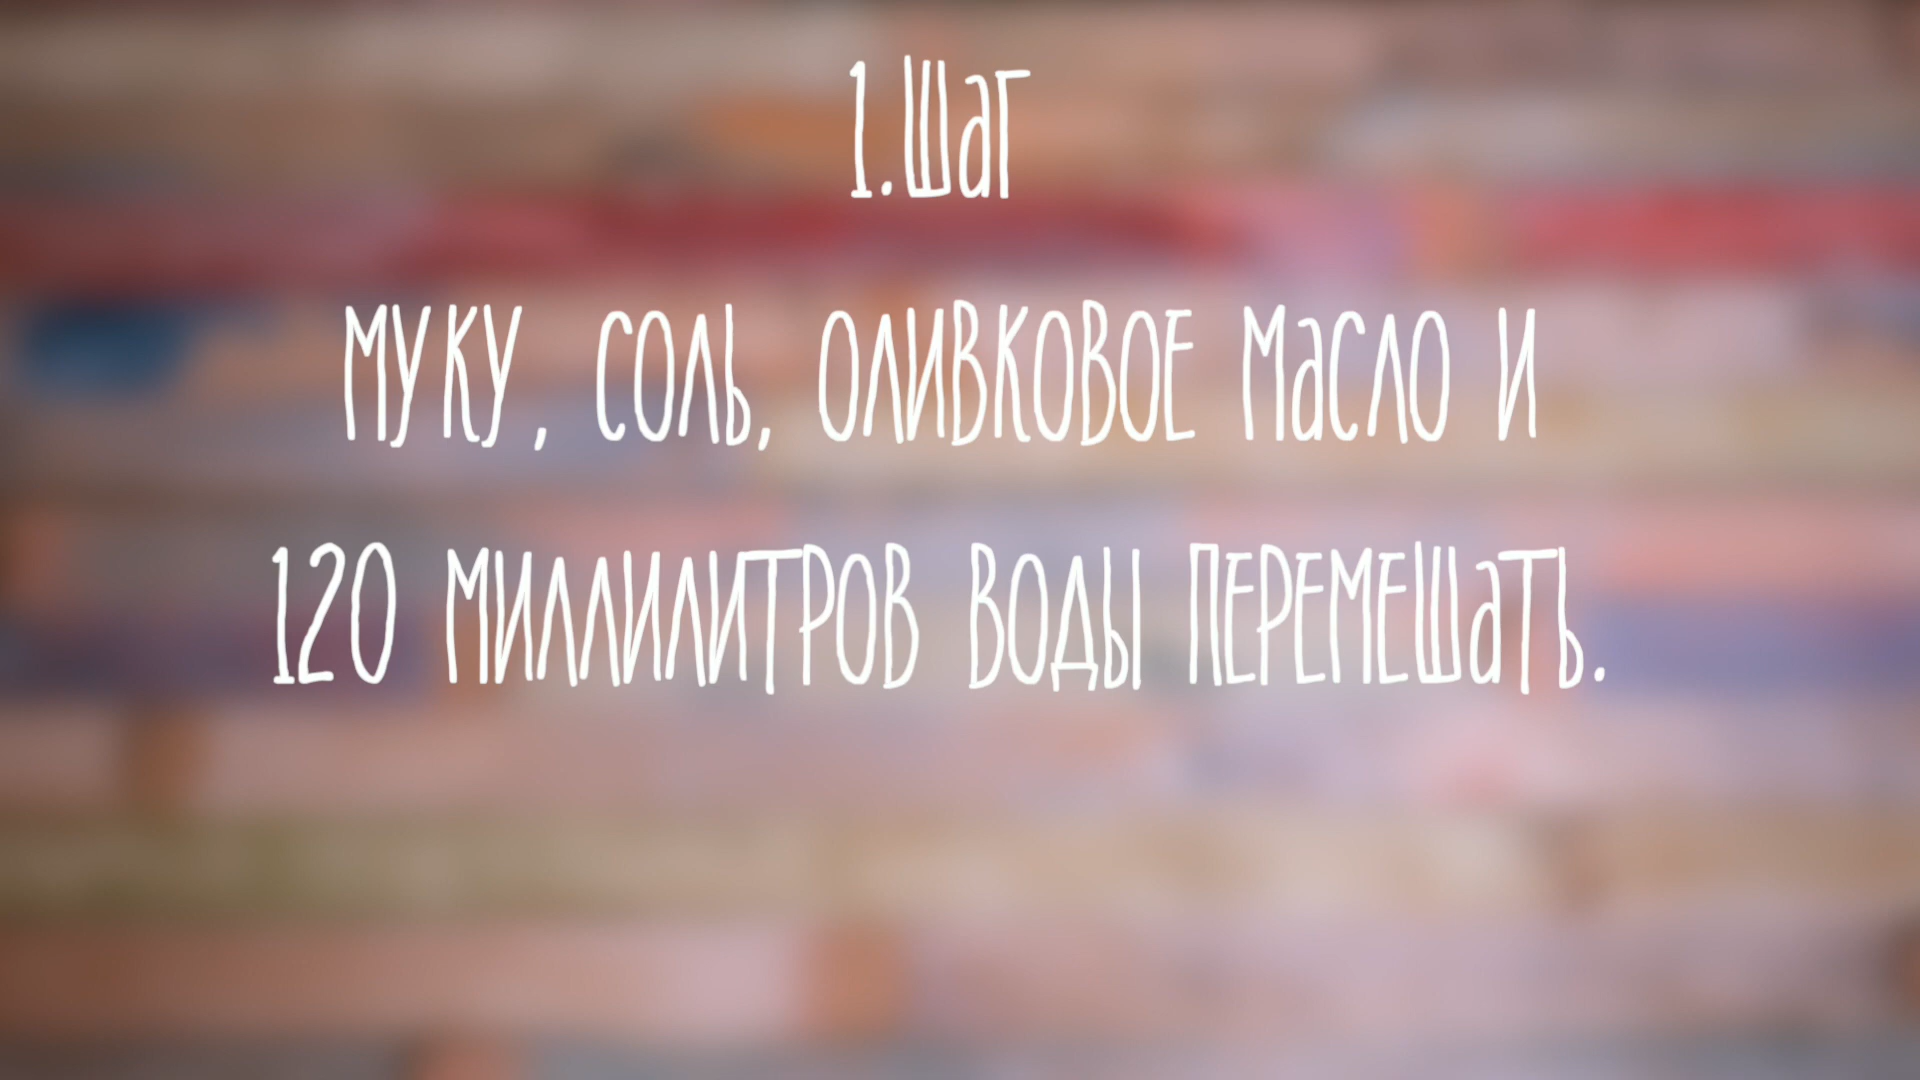 1.Шаг
Муку, соль, оливковое масло и
120 миллилитров воды перемешать.